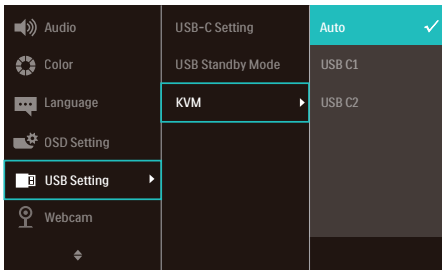 Audio
Color
Language
OSD Setting
USB Setting
Webcam
USB-C Setting
USB Standby Mode
KVM
Auto
USB C1
USB C2